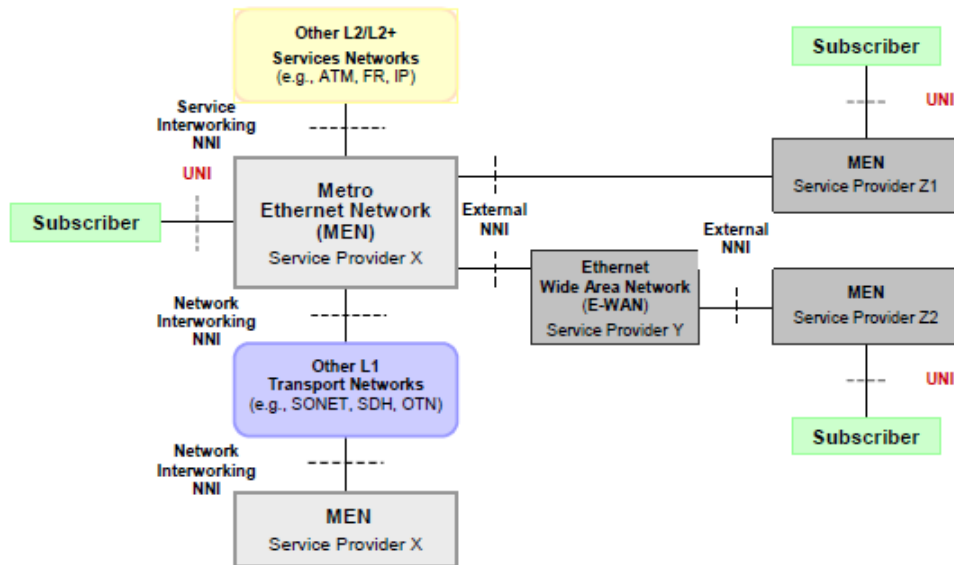 Other L2/L2+
Services Networks
(e.g., ATM, FR, IP)
Subscriber
UNI
Service
Interworking
NNI
UNI
Metro
Ethernet Network
(MEN)
Service Provider X
Subscriber
External
NNI
MEN
Service Provider Z1
External
NNI
Ethernet
Wide Area Network
(E-WAN)
Service Provider Y
MEN
Service Provider Z2
Network
Interworking
NNI
Other L1
Transport Networks
(e.g., SONET, SDH, OTN)
UNI
Subscriber
Network
Interworking
NNI
MEN
Service Provider X